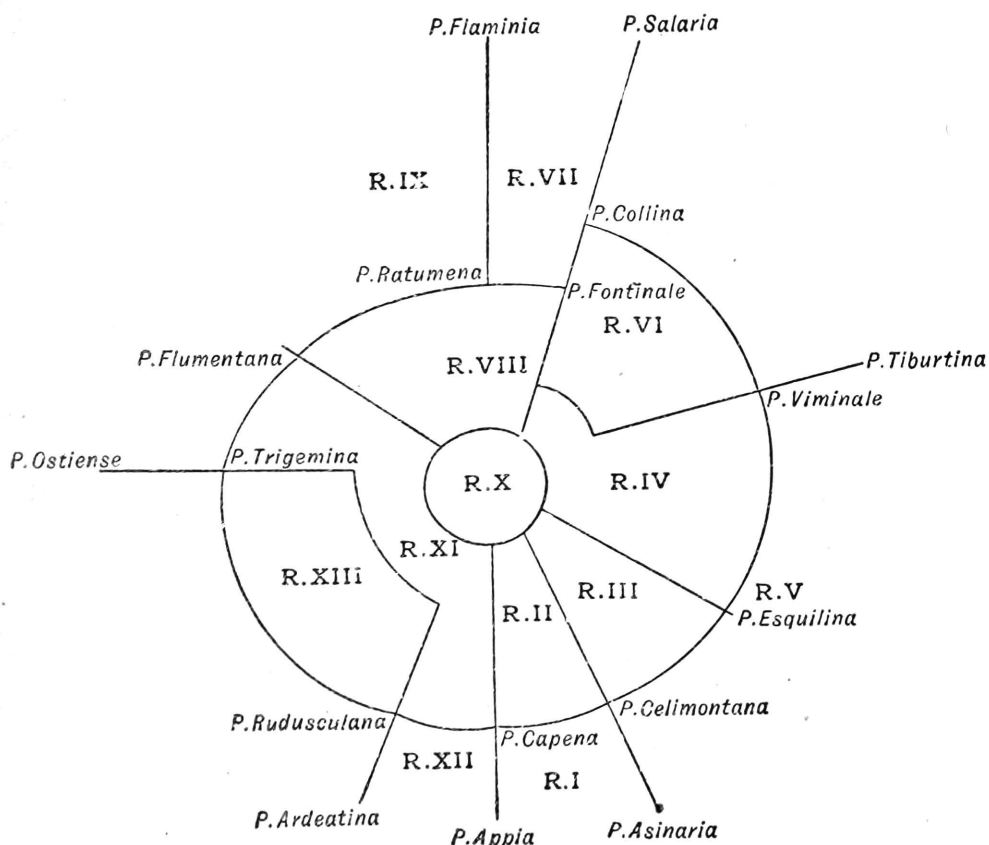 P.Flaminia
P.Salaria
R.IX
R.VII
P.Collina
P.Ratumena
P.Fontinale
R.VI
P.Flumentana
R.VIII
P.Tiburtina
P.Viminale
P.Ostiense
P.Trigemina
R.X
R.IV
R.XI
R.XIII
R.III
R.V
R.II
P.Esquilina
P.Rudusculana
P.Celimontana
P.Capena
R.XII
R.I
P.Ardeatina
P.Appia
P.Asinaria